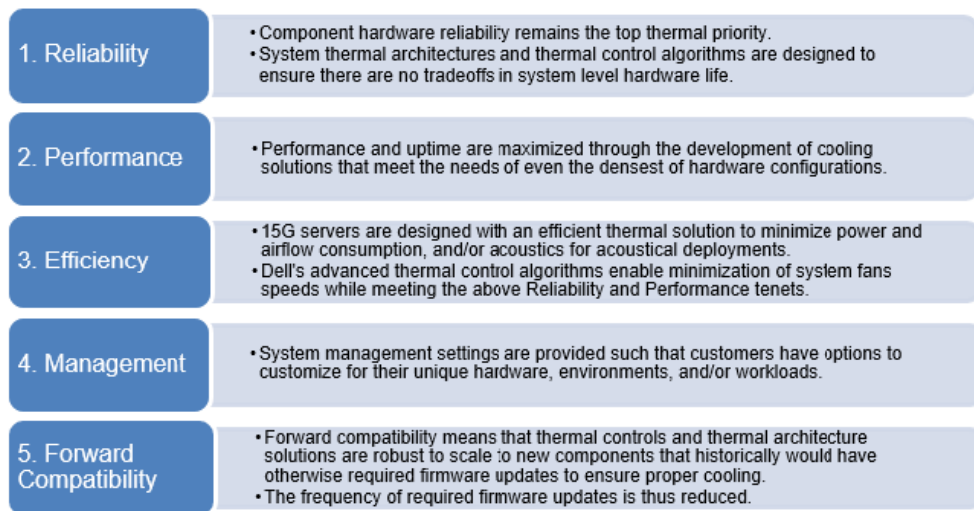 1. Reliability
• Component hardware reliability remains the top thermal priority.
• System thermal architectures and thermal control algorithms are designed to
ensure there are no tradeoffs in system level hardware life.
2. Performance
• Performance and uptime are maximized through the development of cooling
solutions that meet the needs of even the densest of hardware configurations.
3. Efficiency
• 15G servers are designed with an efficient thermal solution to minimize power and
airflow consumption, and/or acoustics for acoustical deployments.
• Dell's advanced thermal control algorithms enable minimization of system fans
speeds while meeting the above Reliability and Performance tenets.
4. Management
• System management settings are provided such that customers have options to
customize for their unique hardware, environments, and/or workloads.
5. Forward
Compatibility
• Forward compatibility means that thermal controls and thermal architecture
solutions are robust to scale to new components that historically would have
otherwise required firmware updates to ensure proper cooling.
• The frequency of required firmware updates is thus reduced.